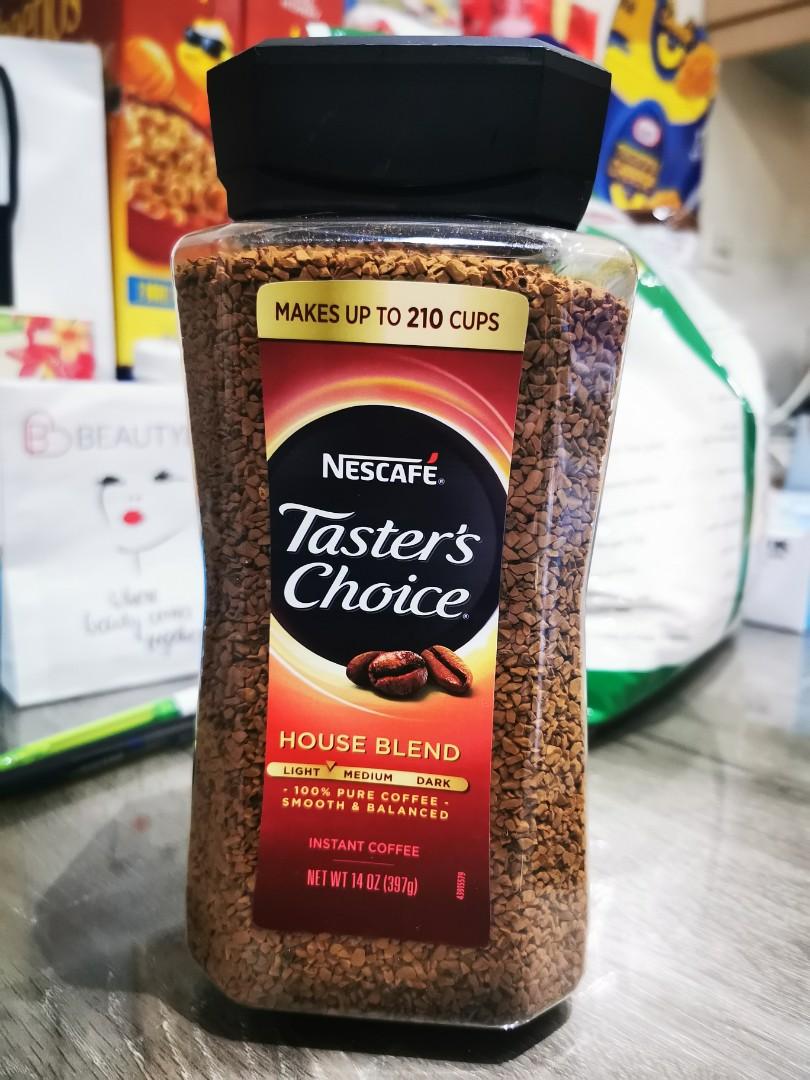 MAKES UP TO 210 CUPS
NESCAFÉ®
Taster's
Choice®
HOUSE BLEND
LIGHT MEDIUM DARK
- 100% PURE COFFEE -
SMOOTH & BALANCED
INSTANT COFFEE
NET WT 14 OZ (397g)
43915579
BEAUTY